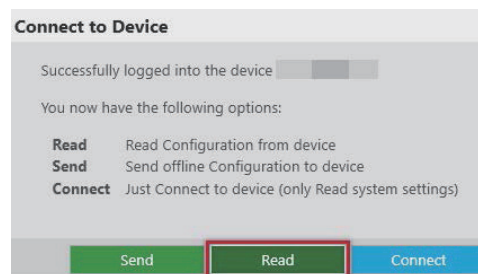 Connect to Device
Successfully logged into the device
You now have the following options:
Read Read Configuration from device
Send Send offline Configuration to device
Connect Just Connect to device (only Read system settings)
Send Read Connect